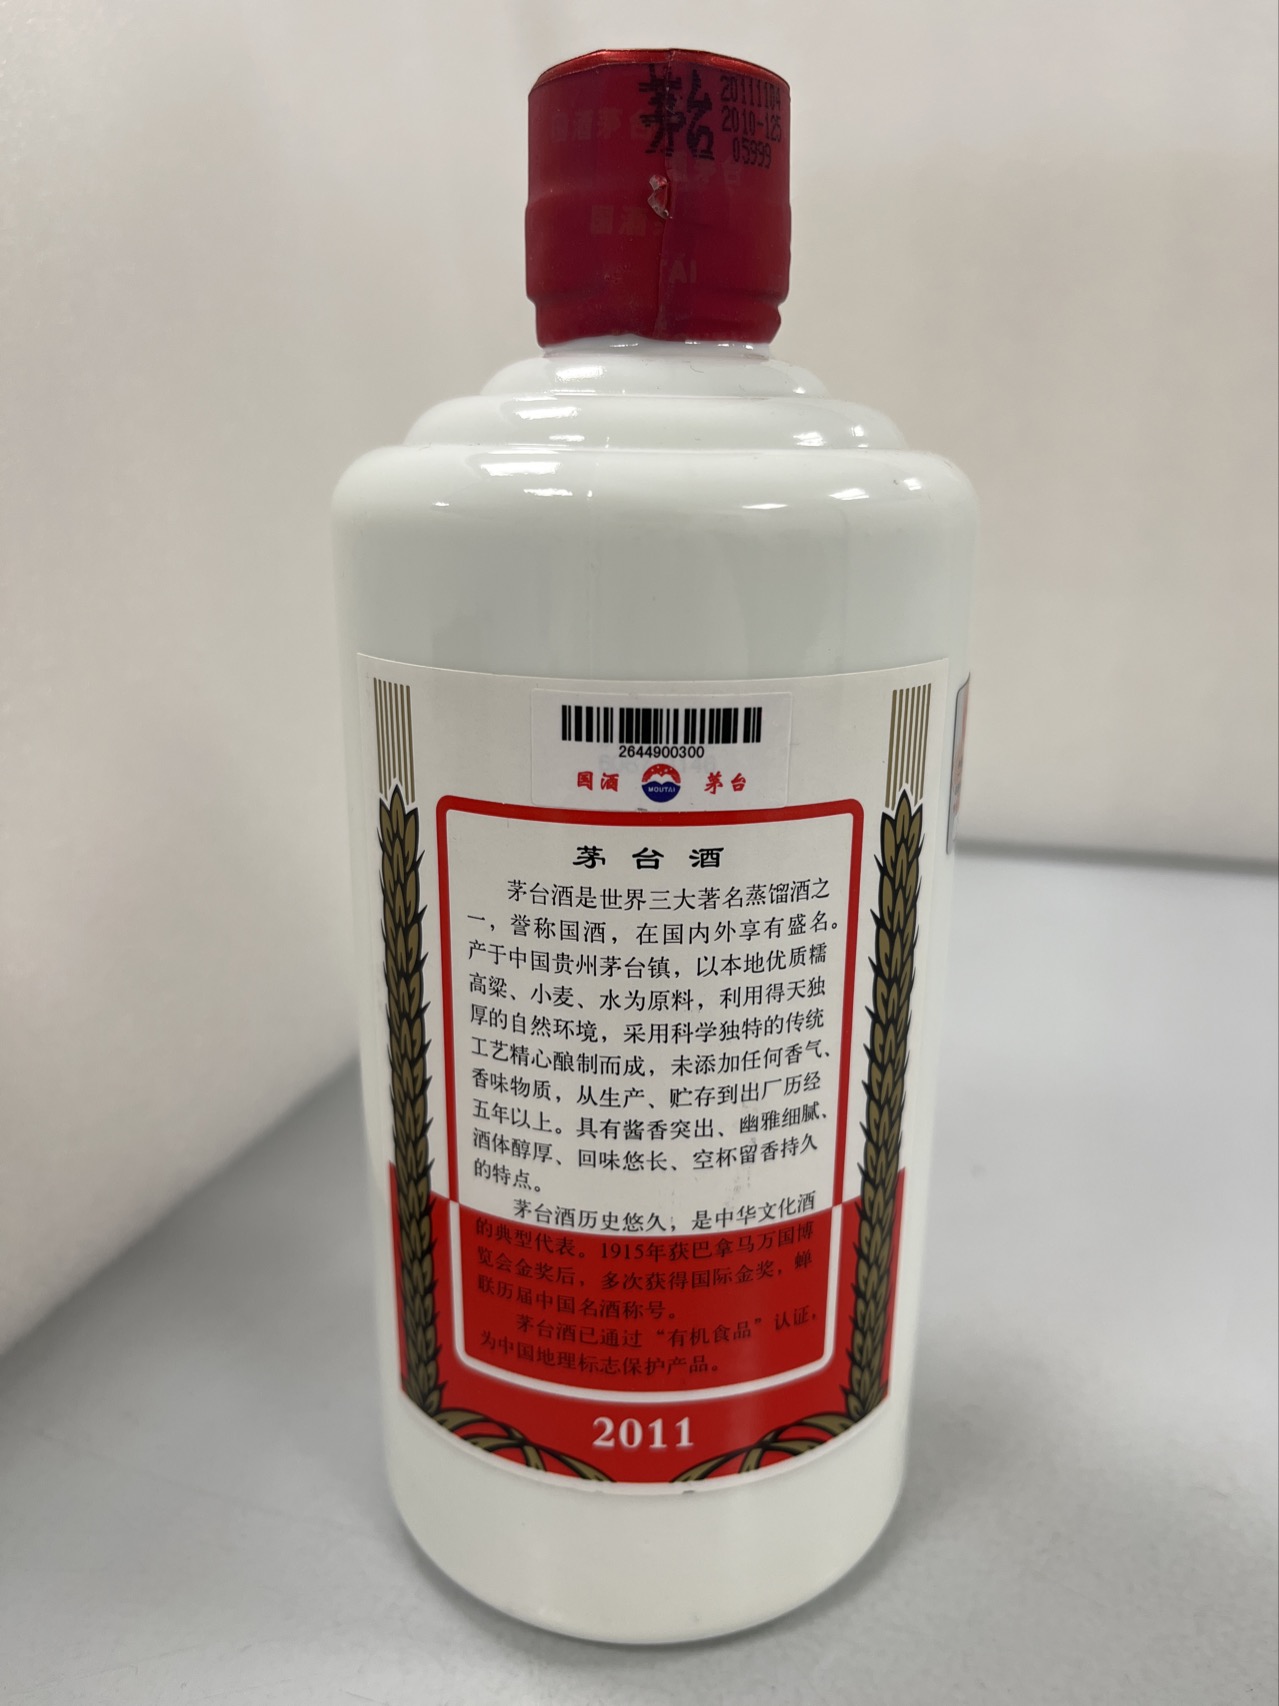 茅台
20111104
2010-125
05999
2644900300
国酒 MOUTAI 茅台
茅台酒
茅台酒是世界三大著名蒸馏酒之
一，誉称国酒，在国内外享有盛名。
产于中国贵州茅台镇，以本地优质糯
高粱、小麦、水为原料，利用得天独
厚的自然环境，采用科学独特的传统
工艺精心酿制而成，未添加任何香气、
香味物质，从生产、贮存到出厂历经
五年以上。具有酱香突出、幽雅细腻、
酒体醇厚、回味悠长、空杯留香持久
的特点。
茅台酒历史悠久，是中华文化酒
的典型代表。1915年获巴拿马万国博
览会金奖后，多次获得国际金奖，蝉
联历届中国名酒称号。
茅台酒已通过“有机食品”认证，
为中国地理标志保护产品。
2011